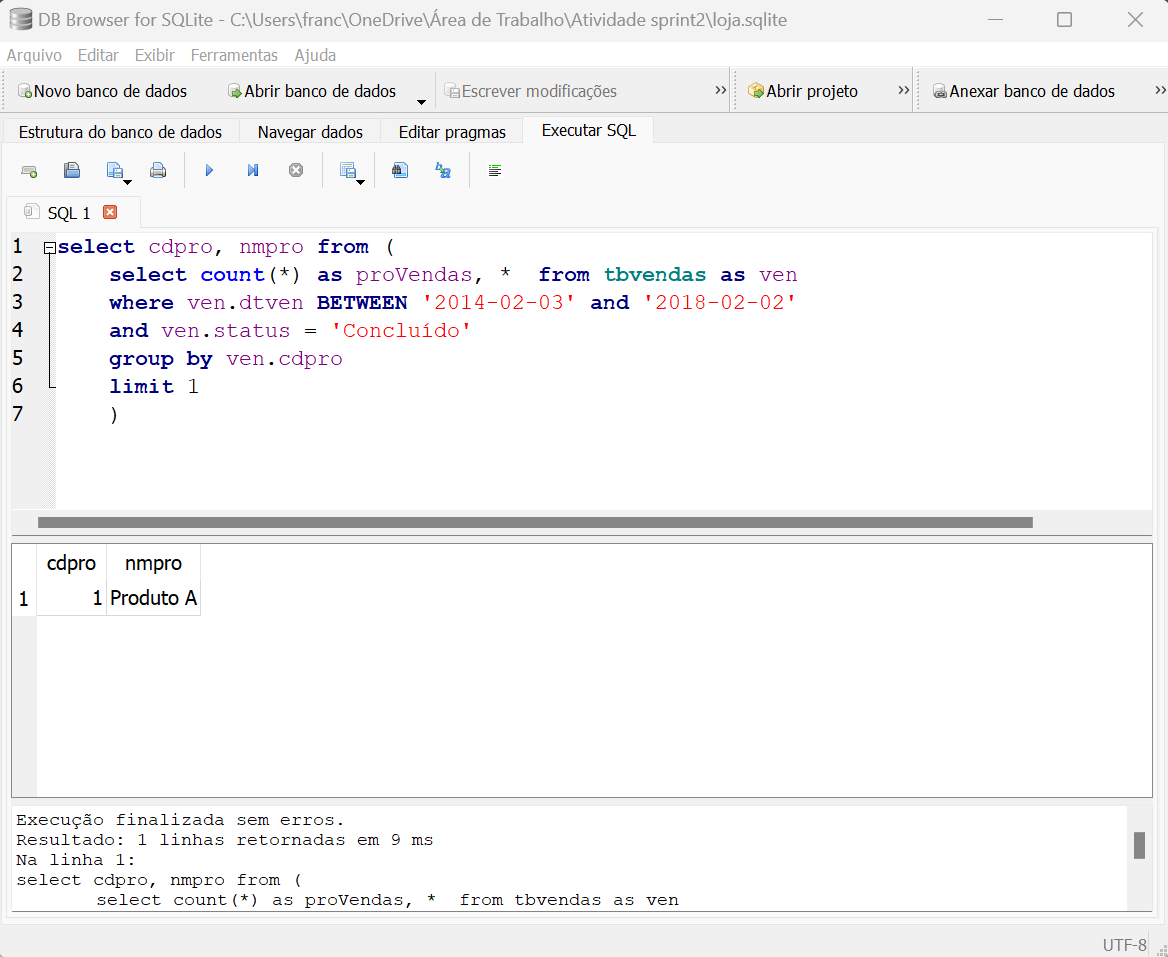 DB Browser for SQLite - C:\Users\franc\OneDrive\Área de Trabalho\Atividade sprint2\loja.sqlite
Arquivo Editar Exibir Ferramentas Ajuda
Novo banco de dados Abrir banco de dados Escrever modificações » Abrir projeto » Anexar banco de dados »
Estrutura do banco de dados Navegar dados Editar pragmas Executar SQL
SQL 1
1 select cdpro, nmpro from (
2 select count(*) as proVendas, * from tbvendas as ven
3 where ven.dtven BETWEEN '2014-02-03' and '2018-02-02'
4 and ven.status = 'Concluído'
5 group by ven.cdpro
6 limit 1
7 )
cdpro nmpro
1 1 Produto A
Execução finalizada sem erros.
Resultado: 1 linhas retornadas em 9 ms
Na linha 1:
select cdpro, nmpro from (
select count(*) as proVendas, * from tbvendas as ven
UTF-8